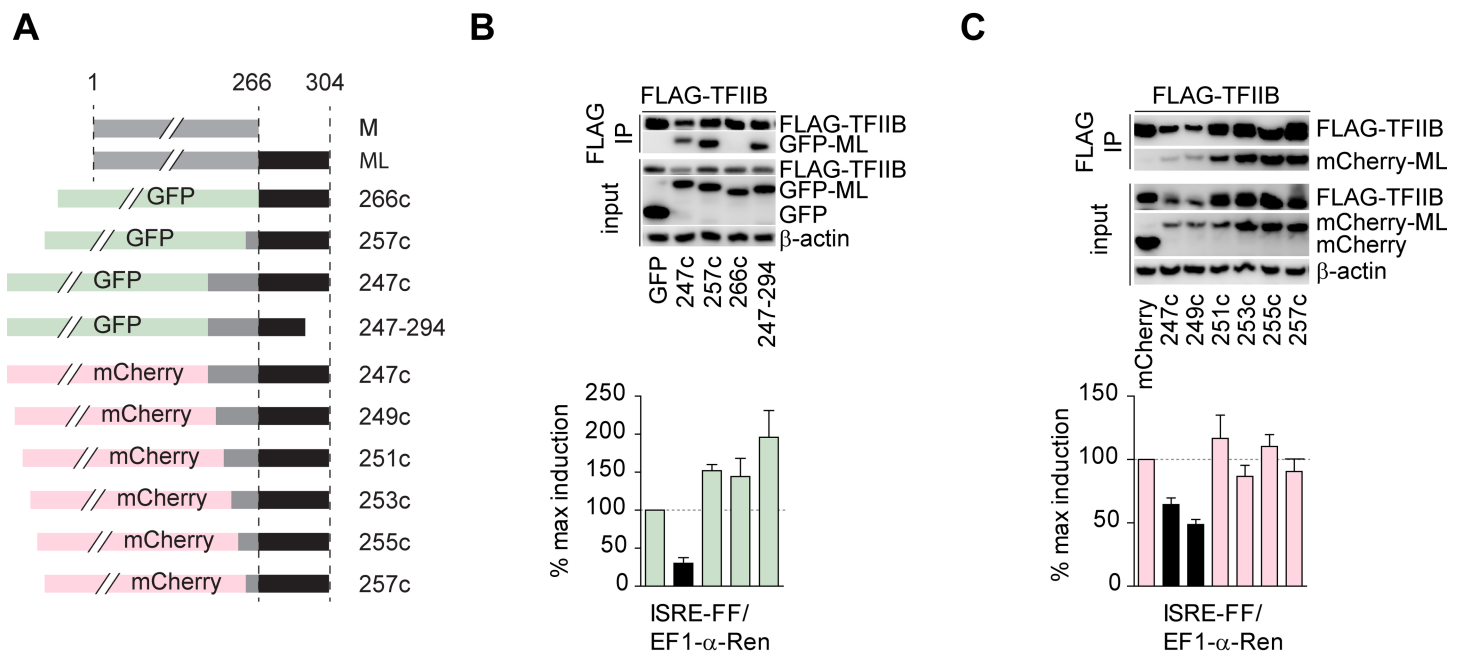 A
1 266 304
M
ML
GFP 266c
GFP 257c
GFP 247c
GFP 247-294
mCherry 247c
mCherry 249c
mCherry 251c
mCherry 253c
mCherry 255c
mCherry 257c
B
FLAG-TFIIB
FLAG
IP
FLAG-TFIIB
GFP-ML
input
FLAG-TFIIB
GFP-ML
GFP
β-actin
GFP
247c
257c
266c
247-294
% max induction
250
200
150
100
50
0
ISRE-FF/
EF1-α-Ren
C
FLAG-TFIIB
FLAG
IP
FLAG-TFIIB
mCherry-ML
input
FLAG-TFIIB
mCherry-ML
mCherry
β-actin
mCherry
247c
249c
251c
253c
255c
257c
% max induction
150
100
50
0
ISRE-FF/
EF1-α-Ren